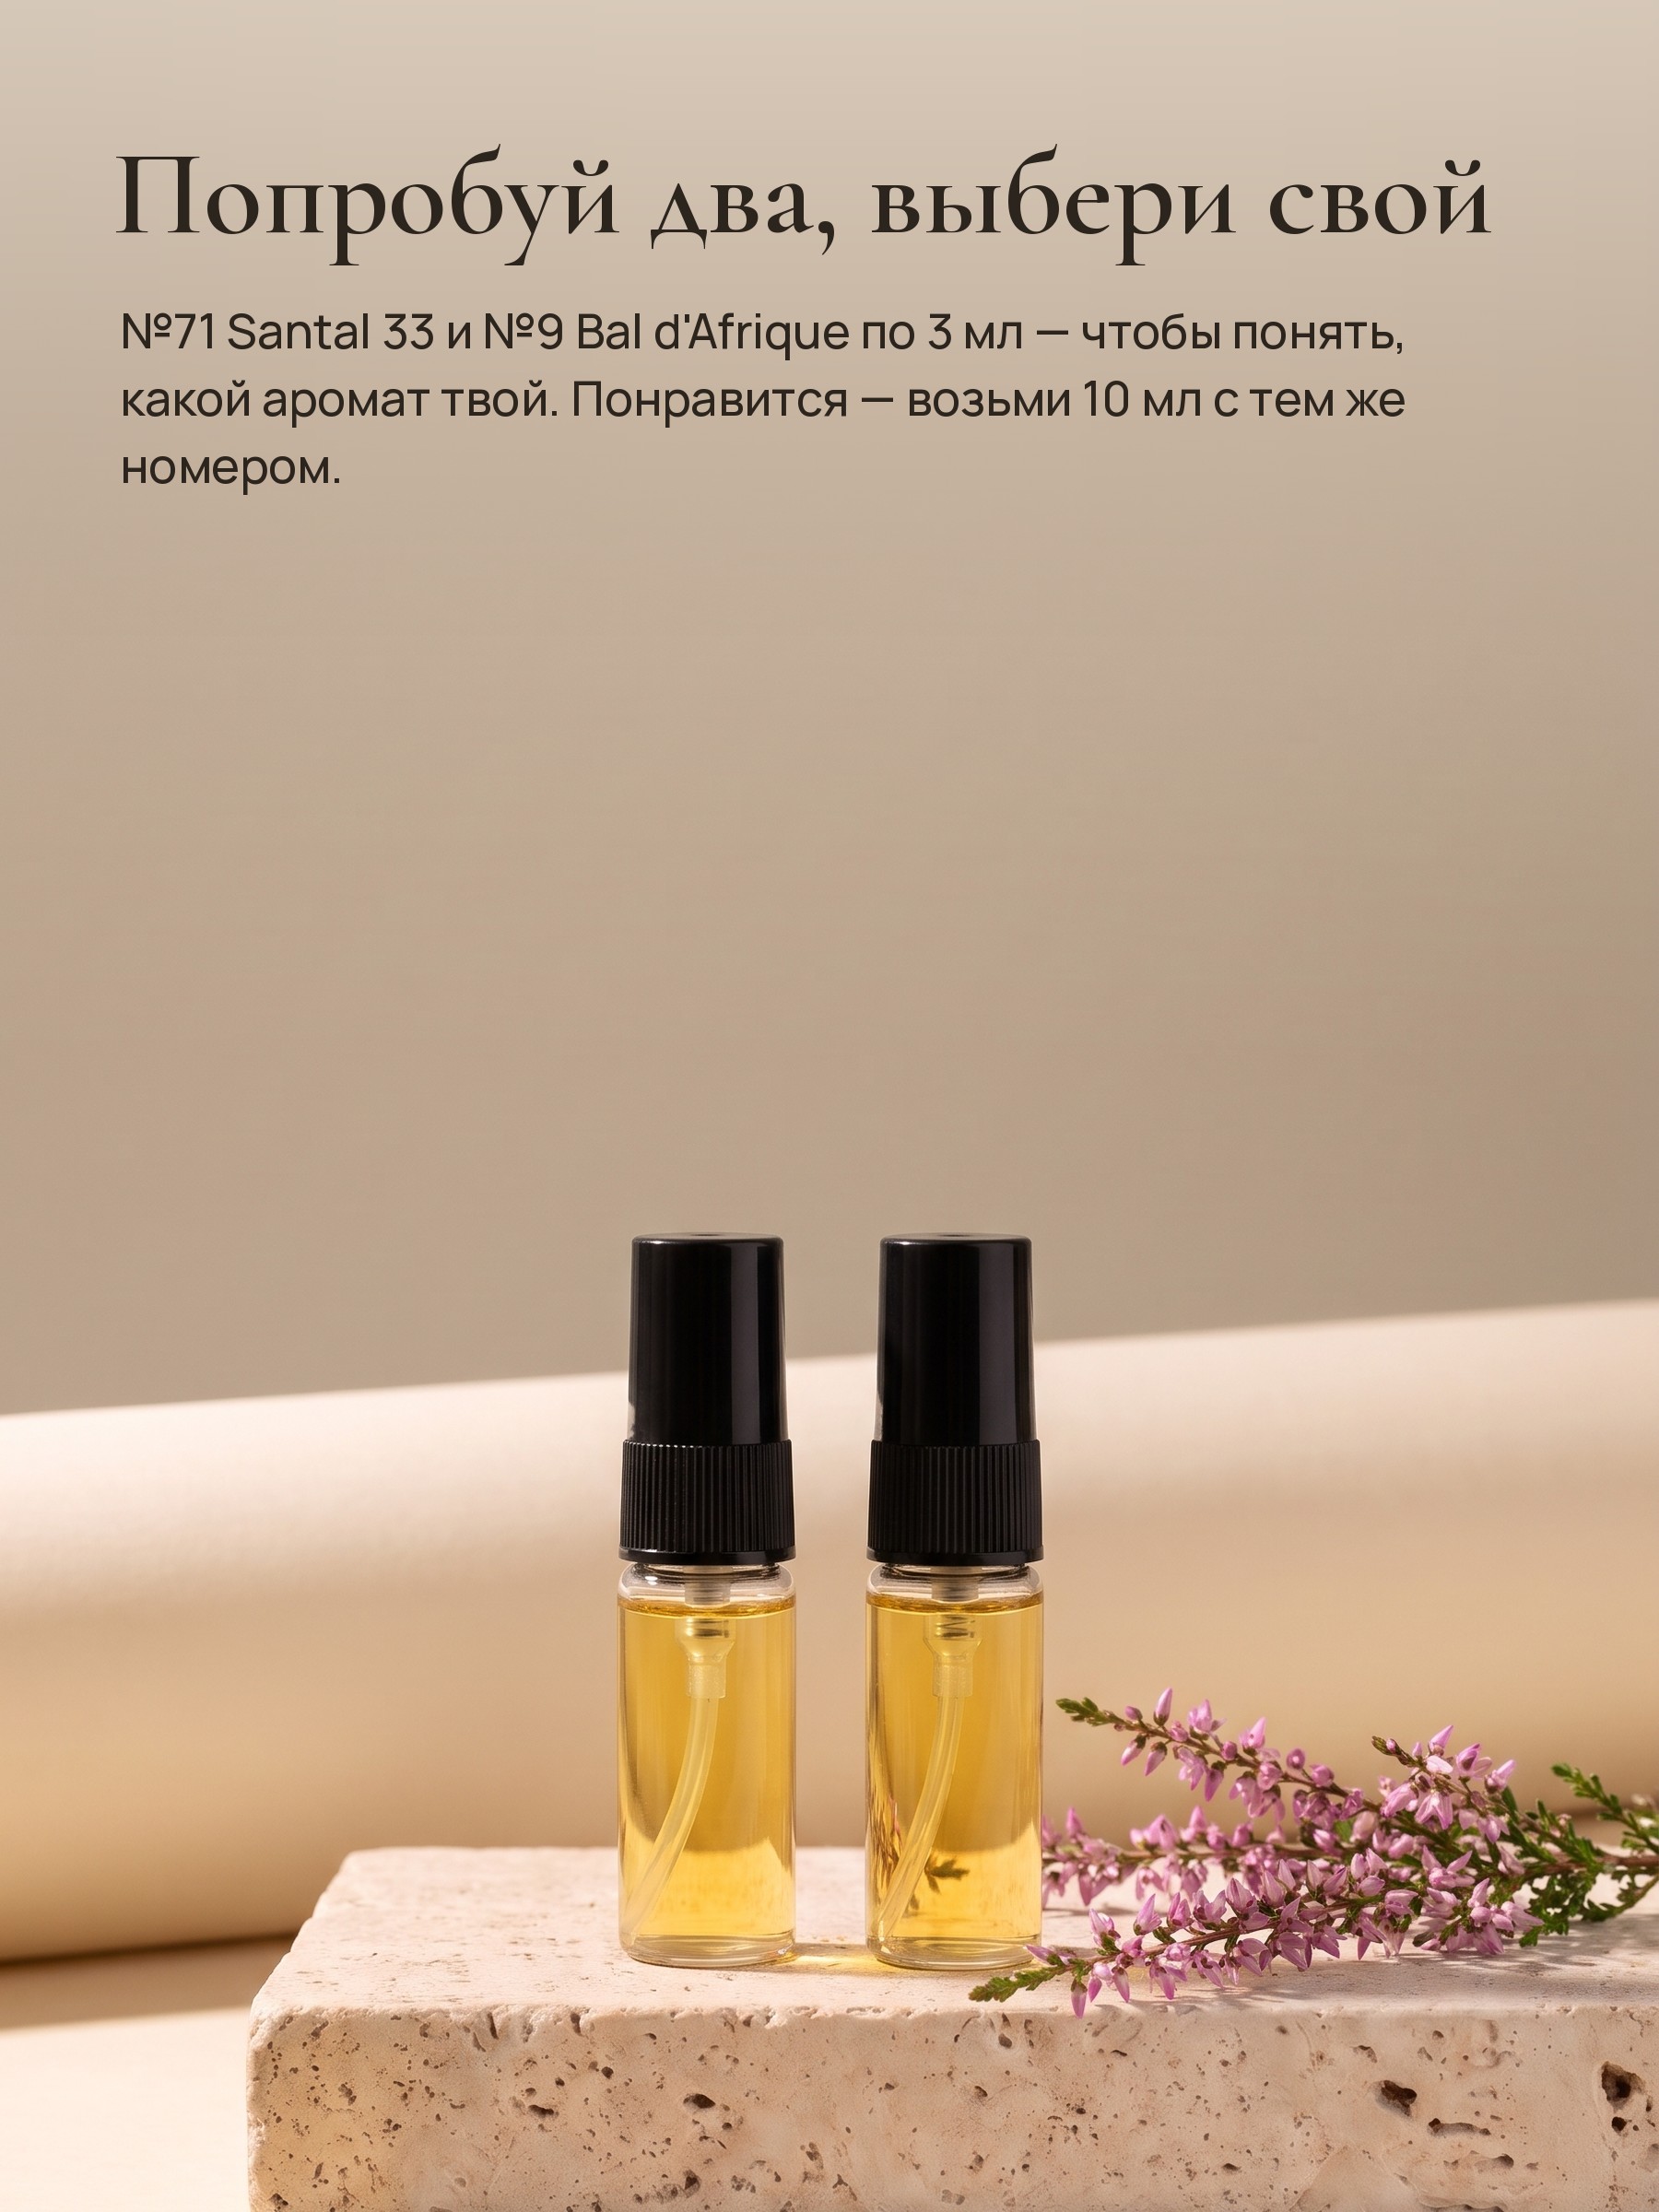 Попробуй два, выбери свой
№71 Santal 33 и №9 Bal d'Afrique по 3 мл — чтобы понять,
какой аромат твой. Понравится — возьми 10 мл с тем же
номером.